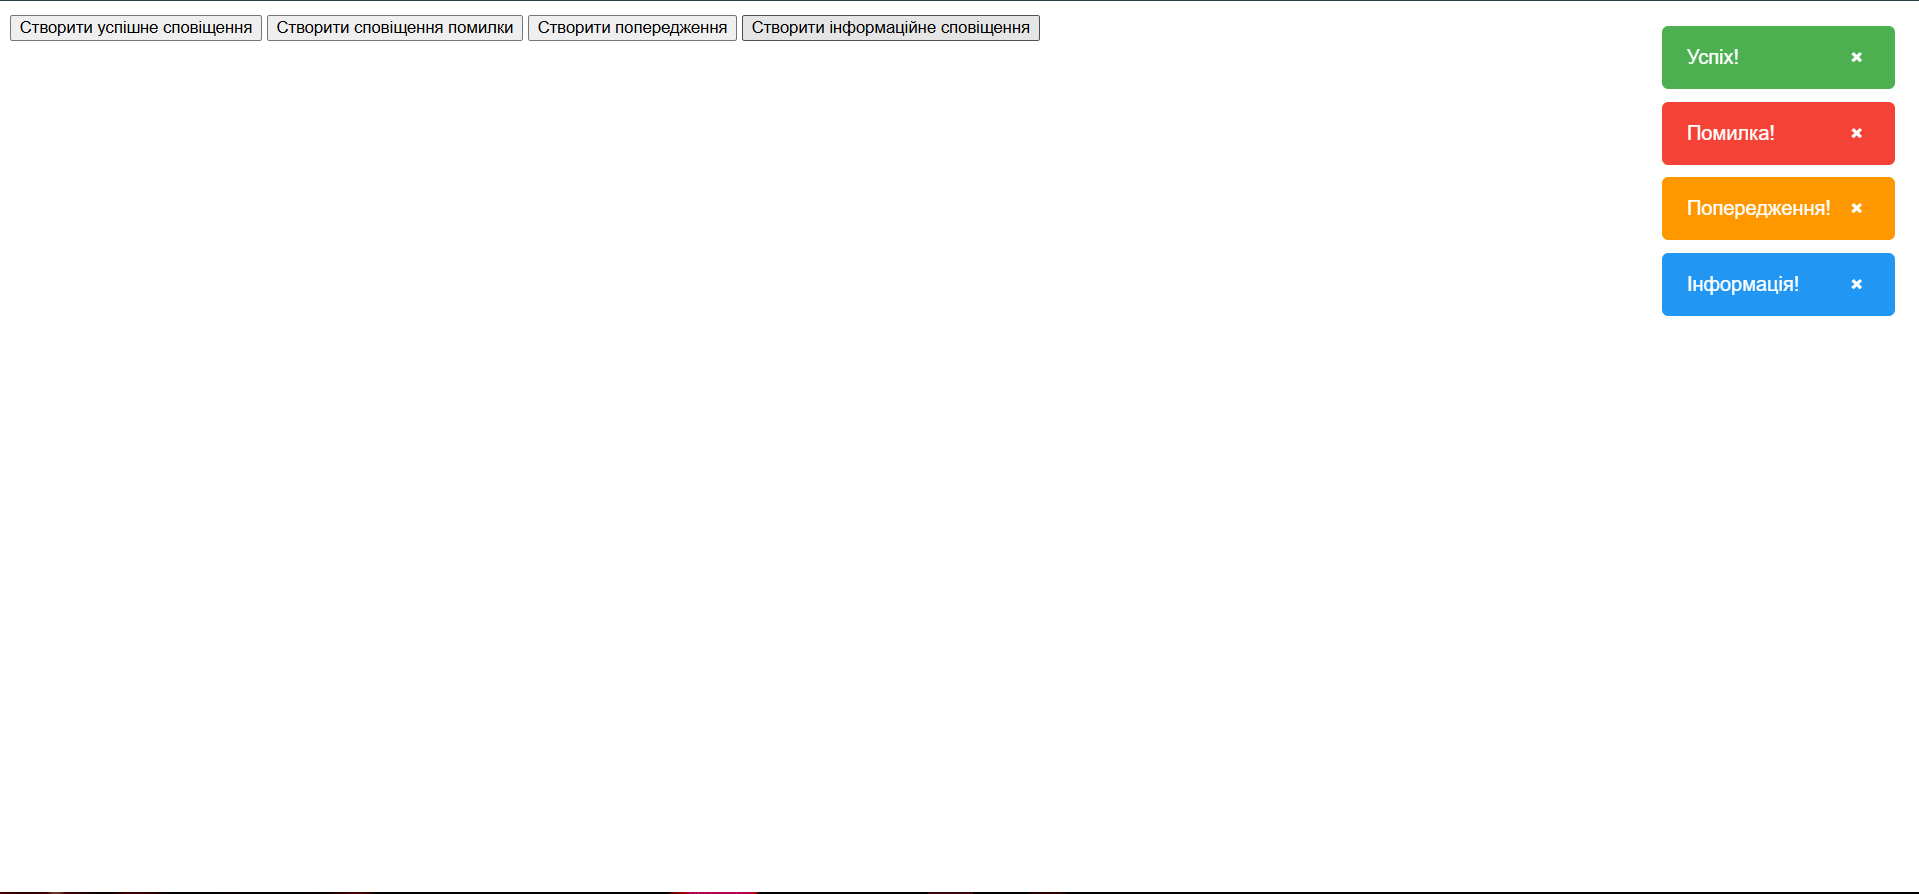 Створити успішне сповіщення Створити сповіщення помилки Створити попередження Створити інформаційне сповіщення
Успіх! ✖
Помилка! ✖
Попередження! ✖
Інформація! ✖